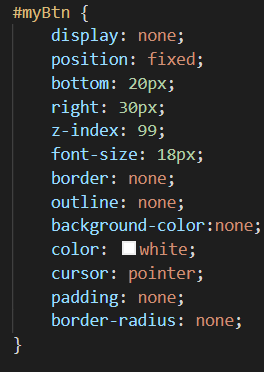 #myBtn {
display: none;
position: fixed;
bottom: 20px;
right: 30px;
z-index: 99;
font-size: 18px;
border: none;
outline: none;
background-color:none;
color: white;
cursor: pointer;
padding: none;
border-radius: none;
}